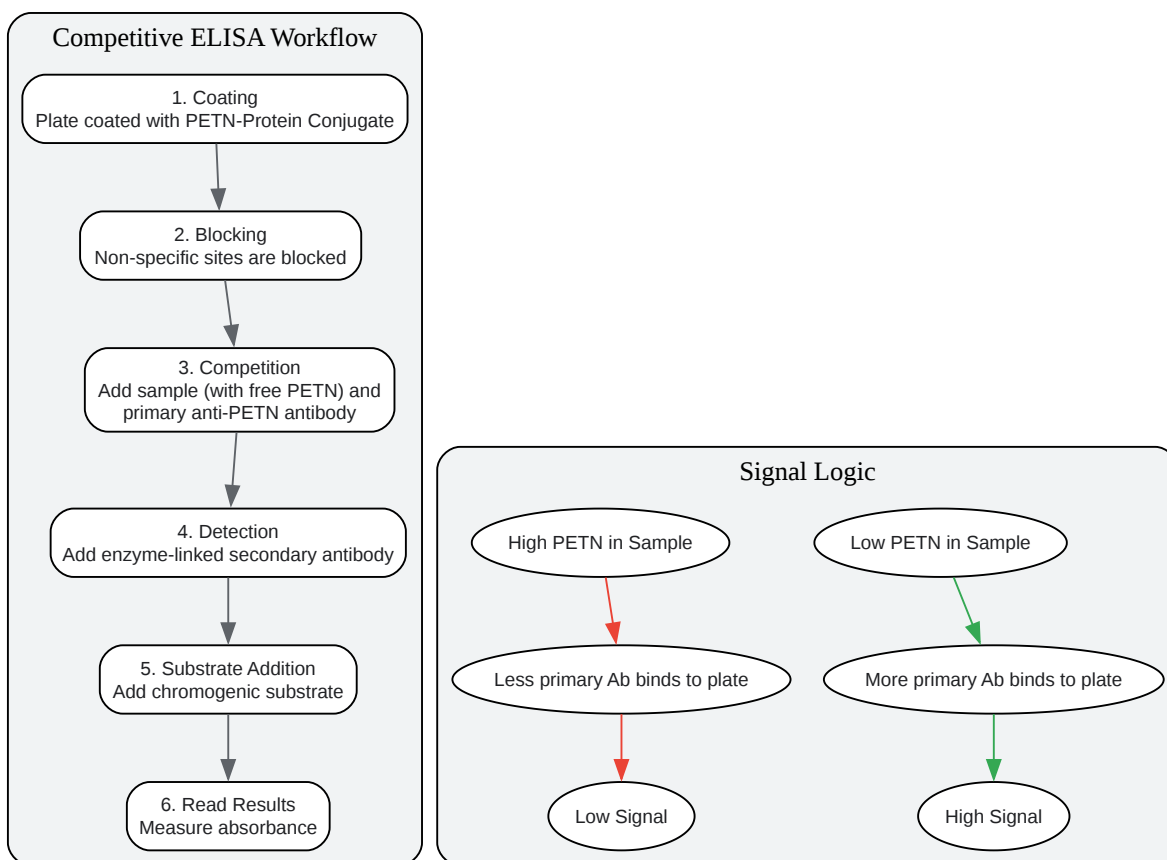 Competitive ELISA Workflow
1. Coating
Plate coated with PETN-Protein Conjugate
2. Blocking
Non-specific sites are blocked
3. Competition
Add sample (with free PETN) and
primary anti-PETN antibody
4. Detection
Add enzyme-linked secondary antibody
5. Substrate Addition
Add chromogenic substrate
6. Read Results
Measure absorbance
Signal Logic
High PETN in Sample
Low PETN in Sample
Less primary Ab binds to plate
More primary Ab binds to plate
Low Signal
High Signal